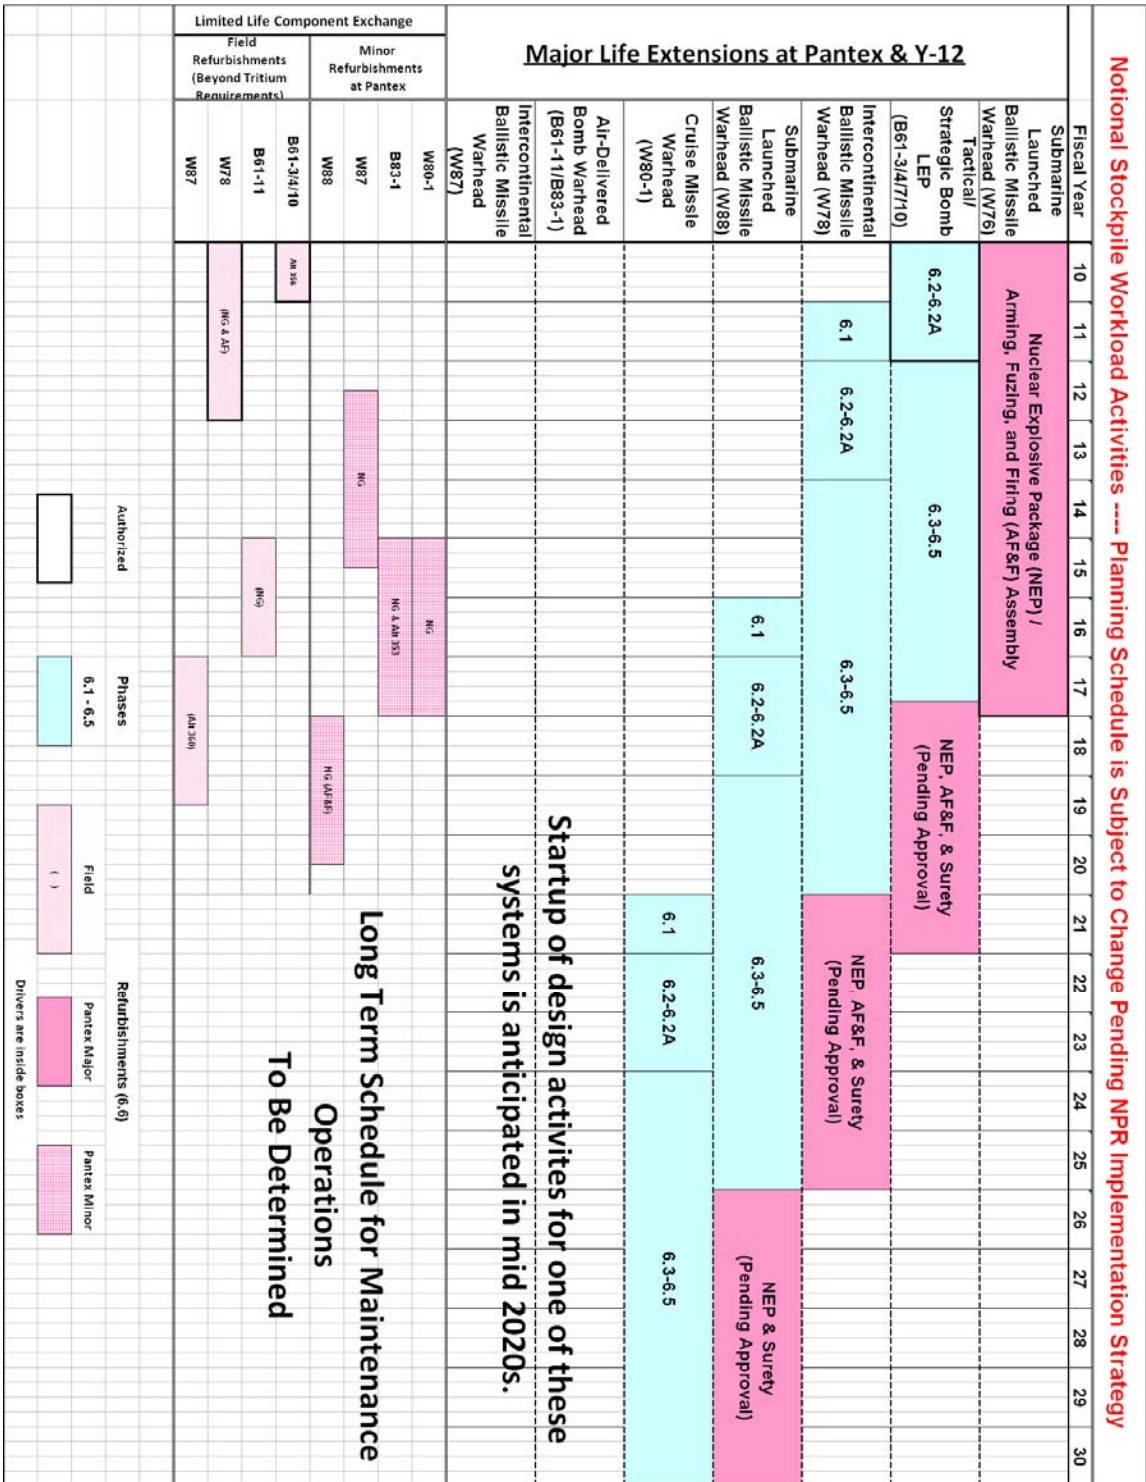 Notional Stockpile Workload Activities ---- Planning Schedule is Subject to Change Pending NPR Implementation Strategy
Fiscal Year
10
11
12
13
14
15
16
17
18
19
20
21
22
23
24
25
26
27
28
29
30
Major Life Extensions at Pantex & Y-12
Submarine
Launched
Ballistic Missile
Warhead (W76)
Nuclear Explosive Package (NEP) /
Arming, Fuzing, and Firing (AF&F) Assembly
Tactical/
Strategic Bomb
LEP
(B61-3/4/7/10)
6.2-6.2A
6.3-6.5
NEP, AF&F, & Surety
(Pending Approval)
Intercontinental
Ballistic Missile
Warhead (W78)
6.1
6.2-6.2A
6.3-6.5
NEP, AF&F, & Surety
(Pending Approval)
Submarine
Launched
Ballistic Missile
Warhead (W88)
6.1
6.2-6.2A
6.3-6.5
NEP & Surety
(Pending Approval)
Cruise Missle
Warhead
(W80-1)
6.1
6.2-6.2A
6.3-6.5
Air-Delivered
Bomb Warhead
(B61-11/B83-1)
Intercontinental
Ballistic Missile
Warhead
(W87)
Startup of design activites for one of these
systems is anticipated in mid 2020s.
Limited Life Component Exchange
Minor
Refurbishments
at Pantex
W80-1
NG
B83-1
NG & Alt 353
W87
NG
W88
NG (AF&F)
Field
Refurbishments
(Beyond Tritium
Requirements)
B61-3/4/10
Alt 356
B61-11
(NG)
W78
(NG & AF)
W87
(Alt 360)
Long Term Schedule for Maintenance
Operations
To Be Determined
Authorized
Phases
6.1 - 6.5
Refurbishments (6.6)
Field
( )
Pantex Major
Pantex Minor
Drivers are inside boxes